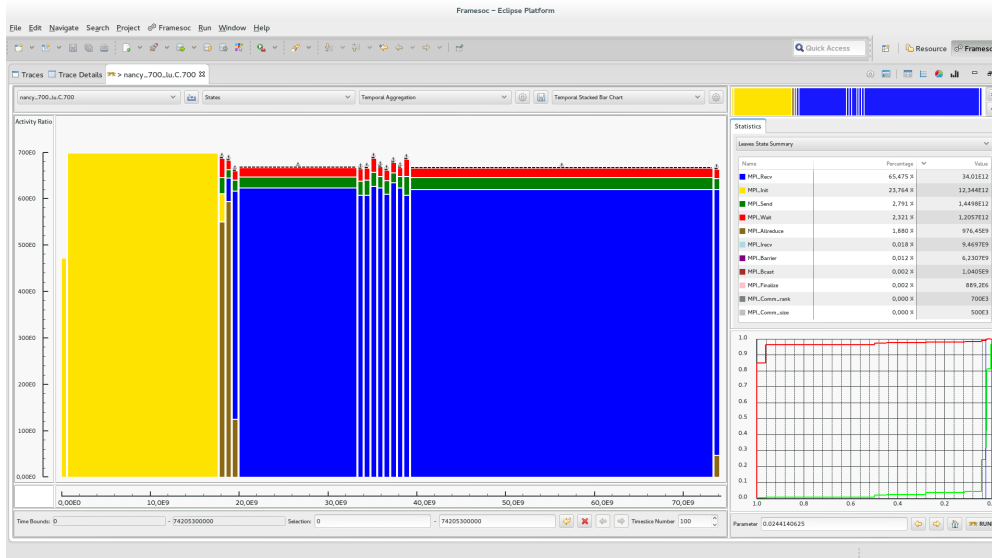 Framesoc – Eclipse Platform
File Edit Navigate Search Project Framesoc Run Window Help
Quick Access Resource Framesoc
Traces Trace Details > nancy_700_lu.C.700
nancy_700_lu.C.700 States Temporal Aggregation Temporal Stacked Bar Chart
Activity Ratio
700E0
600E0
500E0
400E0
300E0
200E0
100E0
0,00E0
0,00E0 10,0E9 20,0E9 30,0E9 40,0E9 50,0E9 60,0E9 70,0E9
Time Bounds: 0 - 74205300000 Selection: 0 - 74205300000 Timeslice Number 100
Statistics
Leaves State Summary
Name Percentage Value
MPI_Recv 65,475 % 34,01E12
MPI_Init 23,764 % 12,344E12
MPI_Send 2,791 % 1,4498E12
MPI_Wait 2,321 % 1,2057E12
MPI_Allreduce 1,880 % 976,45E9
MPI_Irecv 0,018 % 9,4697E9
MPI_Barrier 0,012 % 6,2307E9
MPI_Bcast 0,002 % 1,0405E9
MPI_Finalize 0,002 % 889,2E6
MPI_Comm_rank 0,000 % 700E3
MPI_Comm_size 0,000 % 500E3
1.0
0.9
0.8
0.7
0.6
0.5
0.4
0.3
0.2
0.1
0.0
1.0 0.8 0.6 0.4 0.2
Parameter 0.0244140625 RUN